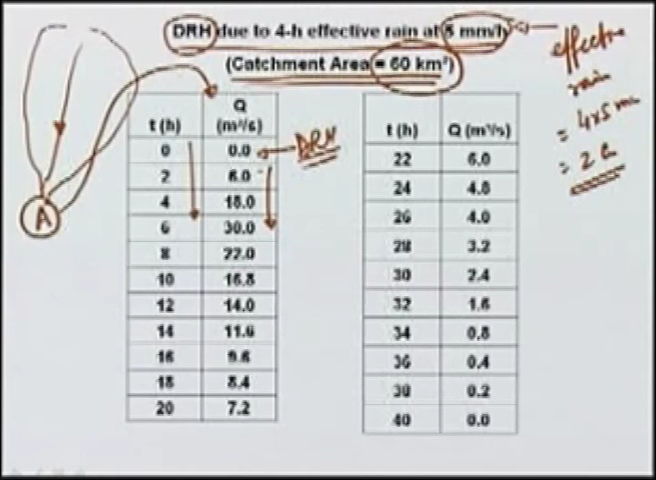 DRH due to 4-h effective rain at 5 mm/h
(Catchment Area = 60 km²)
effective
rain
= 4x5 mm
= 2 c
A
DRH
t (h) Q (m³/s)
0 0.0
2 6.0
4 18.0
6 30.0
8 22.0
10 16.8
12 14.0
14 11.6
16 9.6
18 8.4
20 7.2
t (h) Q (m³/s)
22 6.0
24 4.8
26 4.0
28 3.2
30 2.4
32 1.6
34 0.8
36 0.4
38 0.2
40 0.0